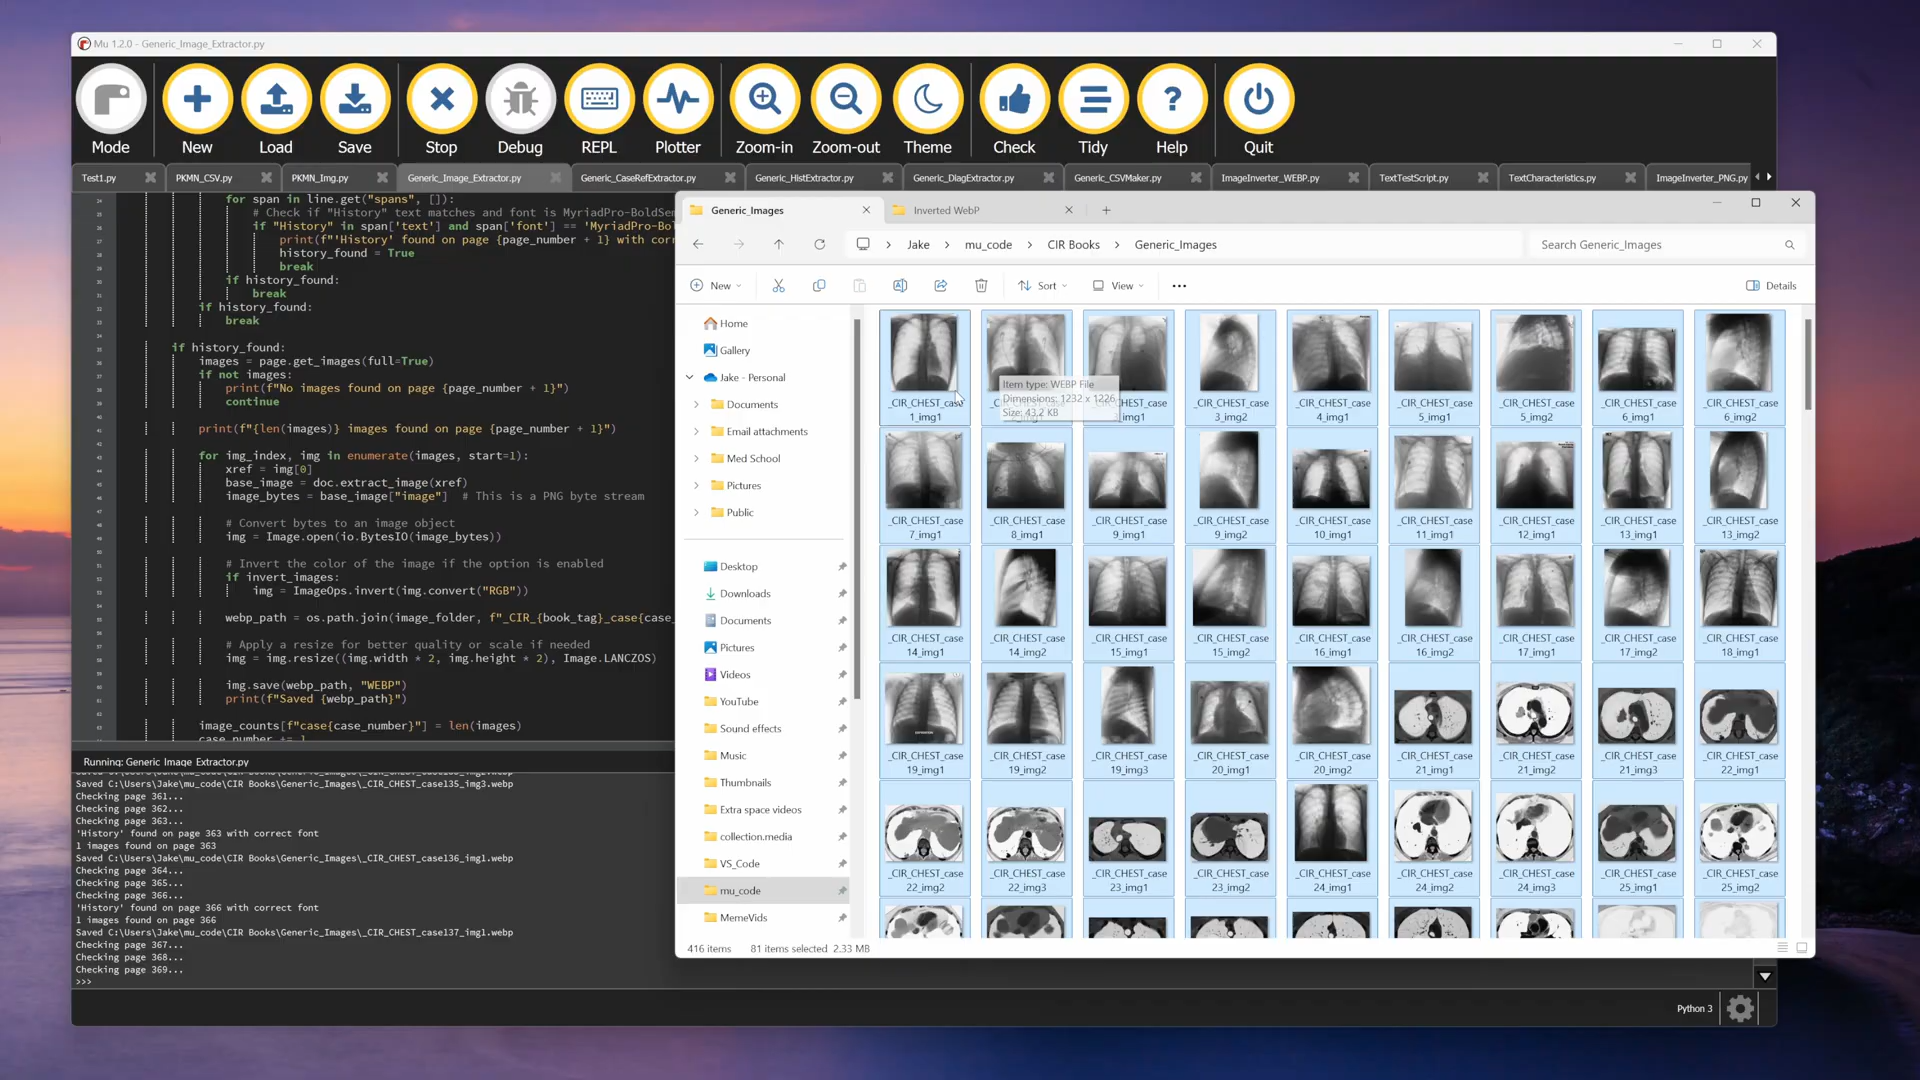 Mu 1.2.0 - Generic_Image_Extractor.py
Mode
New
Load
Save
Stop
Debug
REPL
Plotter
Zoom-in
Zoom-out
Theme
Check
Tidy
Help
Quit
Test1.py
PKMN_CSV.py
PKMN_Img.py
Generic_Image_Extractor.py
Generic_CaseRefExtractor.py
Generic_HistExtractor.py
Generic_DiagExtractor.py
Generic_CSVMaker.py
ImageInverter_WEBP.py
TextTestScript.py
TextCharacteristics.py
ImageInverter_PNG.py
for span in line.get("spans", []):
# Check if "History" text matches and font is MyriadPro-BoldSem
if "History" in span['text'] and span['font'] == 'MyriadPro-Bol
print(f"'History' found on page {page_number + 1} with corr
history_found = True
break
if history_found:
break
if history_found:
break
if history_found:
images = page.get_images(full=True)
if not images:
print(f"No images found on page {page_number + 1}")
continue
print(f"{len(images)} images found on page {page_number + 1}")
for img_index, img in enumerate(images, start=1):
xref = img[0]
base_image = doc.extract_image(xref)
image_bytes = base_image["image"]  # This is a PNG byte stream
# Convert bytes to an image object
img = Image.open(io.BytesIO(image_bytes))
# Invert the color of the image if the option is enabled
if invert_images:
img = ImageOps.invert(img.convert("RGB"))
webp_path = os.path.join(image_folder, f"_CIR_{book_tag}_case{case_
# Apply a resize for better quality or scale if needed
img = img.resize((img.width * 2, img.height * 2), Image.LANCZOS)
img.save(webp_path, "WEBP")
print(f"Saved {webp_path}")
image_counts[f"case{case_number}"] = len(images)
case_number += 1
Running: Generic_Image_Extractor.py
Saved C:\Users\Jake\mu_code\CIR Books\Generic_Images\_CIR_CHEST_case135_img2.webp
Saved C:\Users\Jake\mu_code\CIR Books\Generic_Images\_CIR_CHEST_case135_img3.webp
Checking page 361...
Checking page 362...
Checking page 363...
'History' found on page 363 with correct font
1 images found on page 363
Saved C:\Users\Jake\mu_code\CIR Books\Generic_Images\_CIR_CHEST_case136_img1.webp
Checking page 364...
Checking page 365...
Checking page 366...
'History' found on page 366 with correct font
1 images found on page 366
Saved C:\Users\Jake\mu_code\CIR Books\Generic_Images\_CIR_CHEST_case137_img1.webp
Checking page 367...
Checking page 368...
Checking page 369...
>>>
Python 3
Generic_Images
Inverted WebP
Jake > mu_code > CIR Books > Generic_Images
Search Generic_Images
New
Sort
View
Details
Home
Gallery
Jake - Personal
Documents
Email attachments
Med School
Pictures
Public
Desktop
Downloads
Documents
Pictures
Videos
YouTube
Sound effects
Music
Thumbnails
Extra space videos
collection.media
VS_Code
mu_code
MemeVids
Item type: WEBP File
Dimensions: 1232 x 1226
Size: 43.2 KB
_CIR_CHEST_case
1_img1
_img1
_CIR_CHEST_case
3_img2
_CIR_CHEST_case
4_img1
_CIR_CHEST_case
5_img1
_CIR_CHEST_case
5_img2
_CIR_CHEST_case
6_img1
_CIR_CHEST_case
6_img2
_CIR_CHEST_case
7_img1
_CIR_CHEST_case
8_img1
_CIR_CHEST_case
9_img1
_CIR_CHEST_case
9_img2
_CIR_CHEST_case
10_img1
_CIR_CHEST_case
11_img1
_CIR_CHEST_case
12_img1
_CIR_CHEST_case
13_img1
_CIR_CHEST_case
13_img2
_CIR_CHEST_case
14_img1
_CIR_CHEST_case
14_img2
_CIR_CHEST_case
15_img1
_CIR_CHEST_case
15_img2
_CIR_CHEST_case
16_img1
_CIR_CHEST_case
16_img2
_CIR_CHEST_case
17_img1
_CIR_CHEST_case
17_img2
_CIR_CHEST_case
18_img1
_CIR_CHEST_case
19_img1
_CIR_CHEST_case
19_img2
_CIR_CHEST_case
19_img3
_CIR_CHEST_case
20_img1
_CIR_CHEST_case
20_img2
_CIR_CHEST_case
21_img1
_CIR_CHEST_case
21_img2
_CIR_CHEST_case
21_img3
_CIR_CHEST_case
22_img1
_CIR_CHEST_case
22_img2
_CIR_CHEST_case
22_img3
_CIR_CHEST_case
23_img1
_CIR_CHEST_case
23_img2
_CIR_CHEST_case
24_img1
_CIR_CHEST_case
24_img2
_CIR_CHEST_case
24_img3
_CIR_CHEST_case
25_img1
_CIR_CHEST_case
25_img2
416 items
81 items selected 2.33 MB